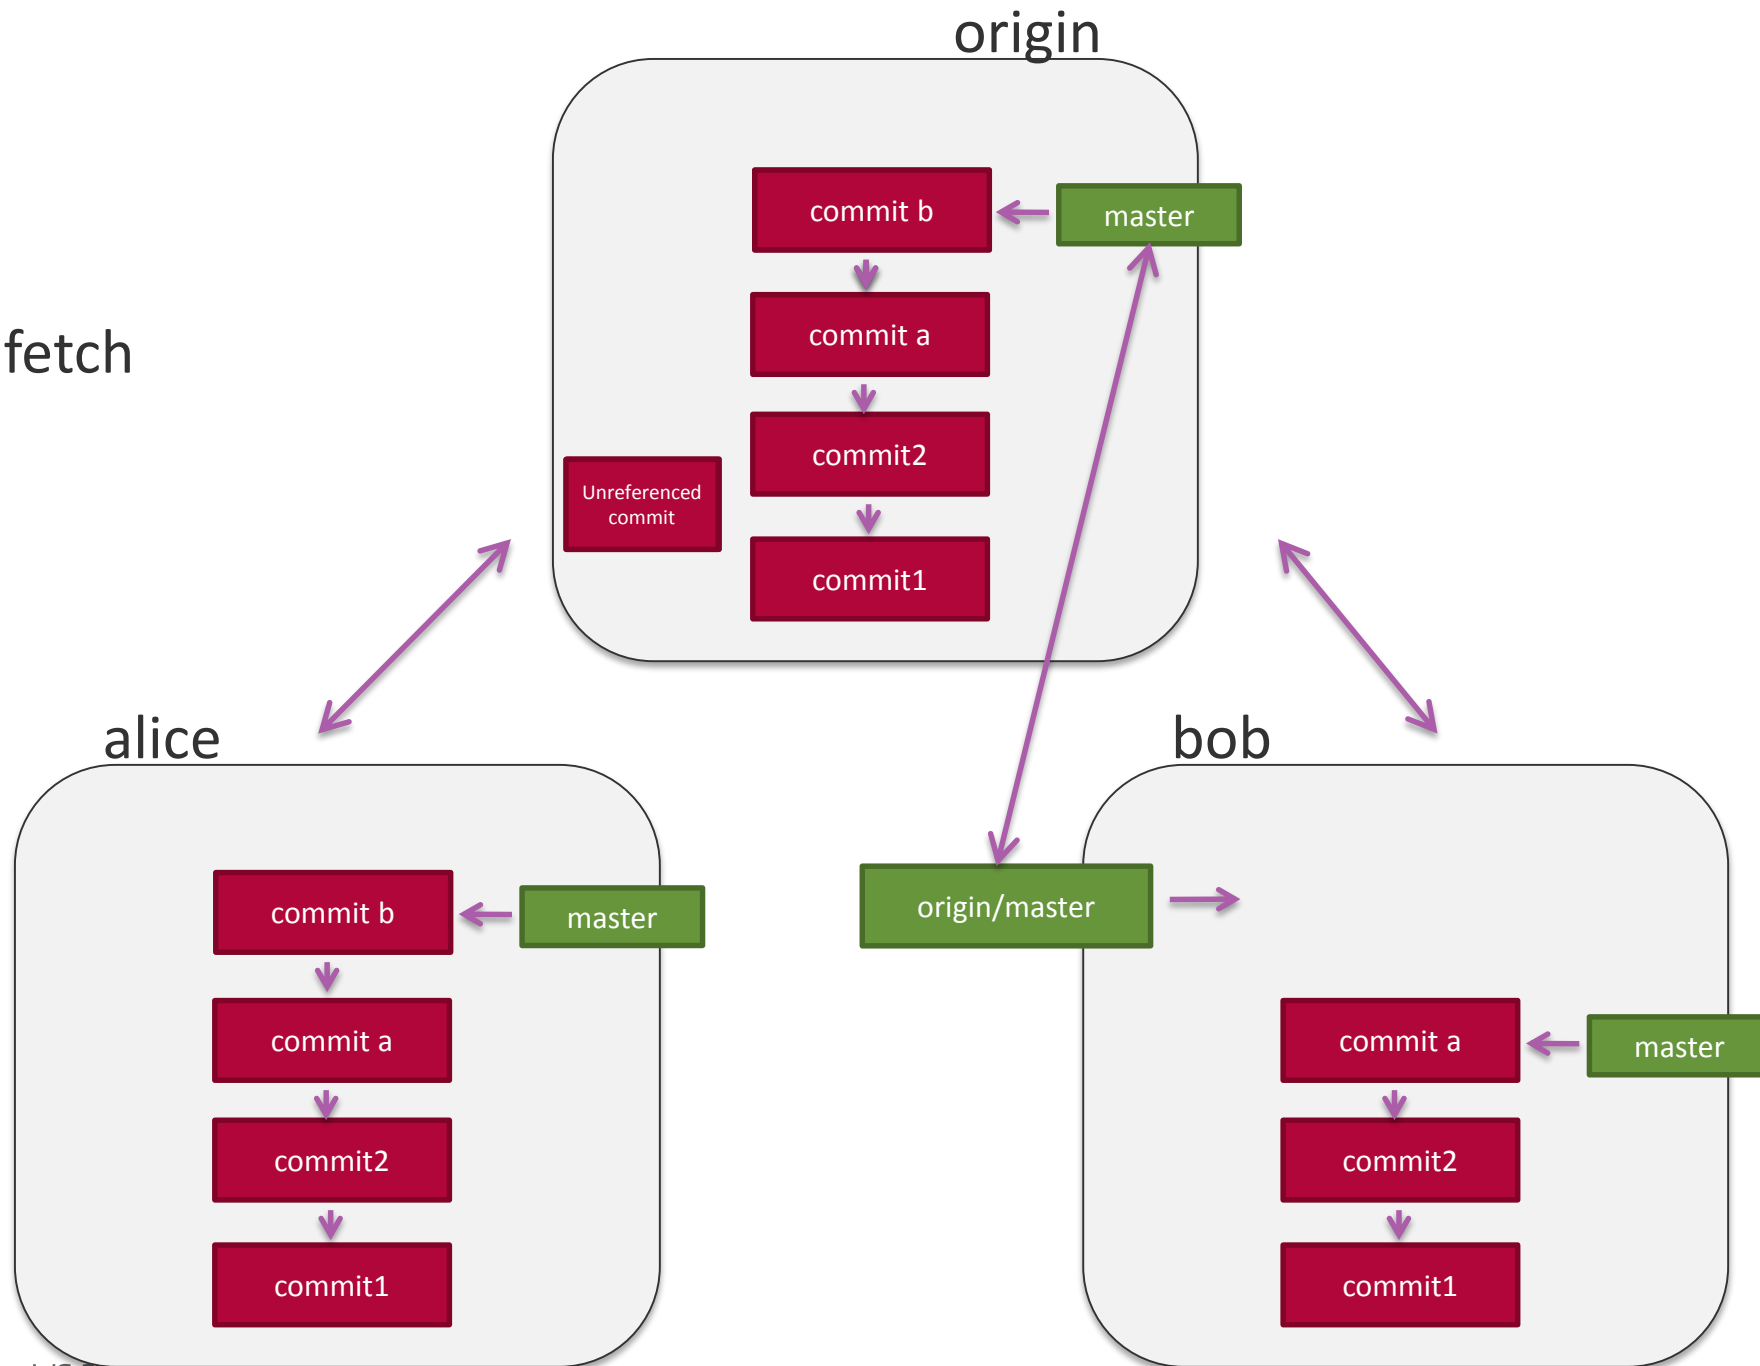 origin
commit b
master
commit a
fetch
commit2
Unreferenced
commit
commit1
alice
bob
commit b
master
origin/master
commit a
commit a
master
commit2
commit2
commit1
commit1